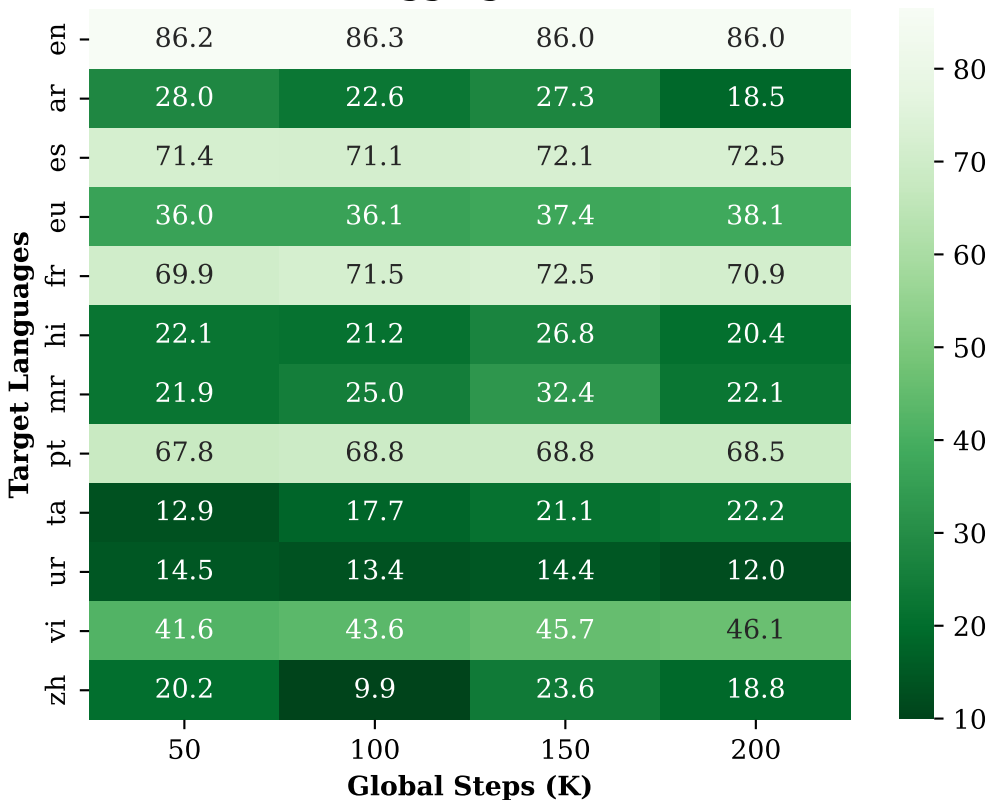 en 86.2 86.3 86.0 86.0
ar 28.0 22.6 27.3 18.5
es 71.4 71.1 72.1 72.5
eu 36.0 36.1 37.4 38.1
fr 69.9 71.5 72.5 70.9
hi 22.1 21.2 26.8 20.4
mr 21.9 25.0 32.4 22.1
pt 67.8 68.8 68.8 68.5
ta 12.9 17.7 21.1 22.2
ur 14.5 13.4 14.4 12.0
vi 41.6 43.6 45.7 46.1
zh 20.2 9.9 23.6 18.8
50 100 150 200
Global Steps (K)
Target Languages
80
70
60
50
40
30
20
10